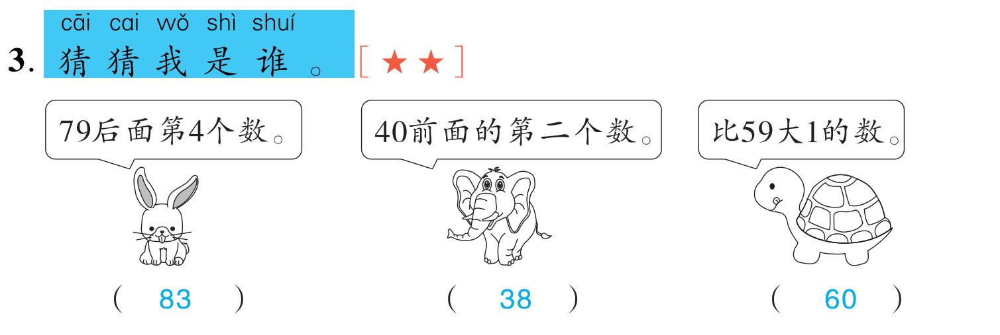 cāi cai wǒ shì shuí
3. 猜猜我是谁。[★★]
79后面第4个数。 40前面的第二个数。 比59大1的数。
( 83 ) ( 38 ) ( 60 )